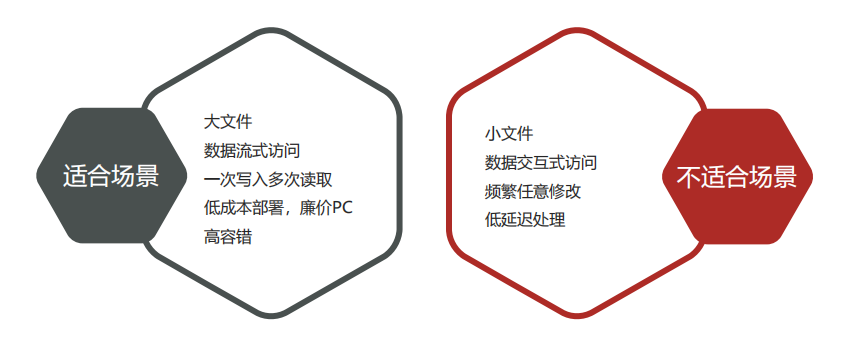 适合场景
大文件
数据流式访问
一次写入多次读取
低成本部署，廉价PC
高容错
小文件
数据交互式访问
频繁任意修改
低延迟处理
不适合场景